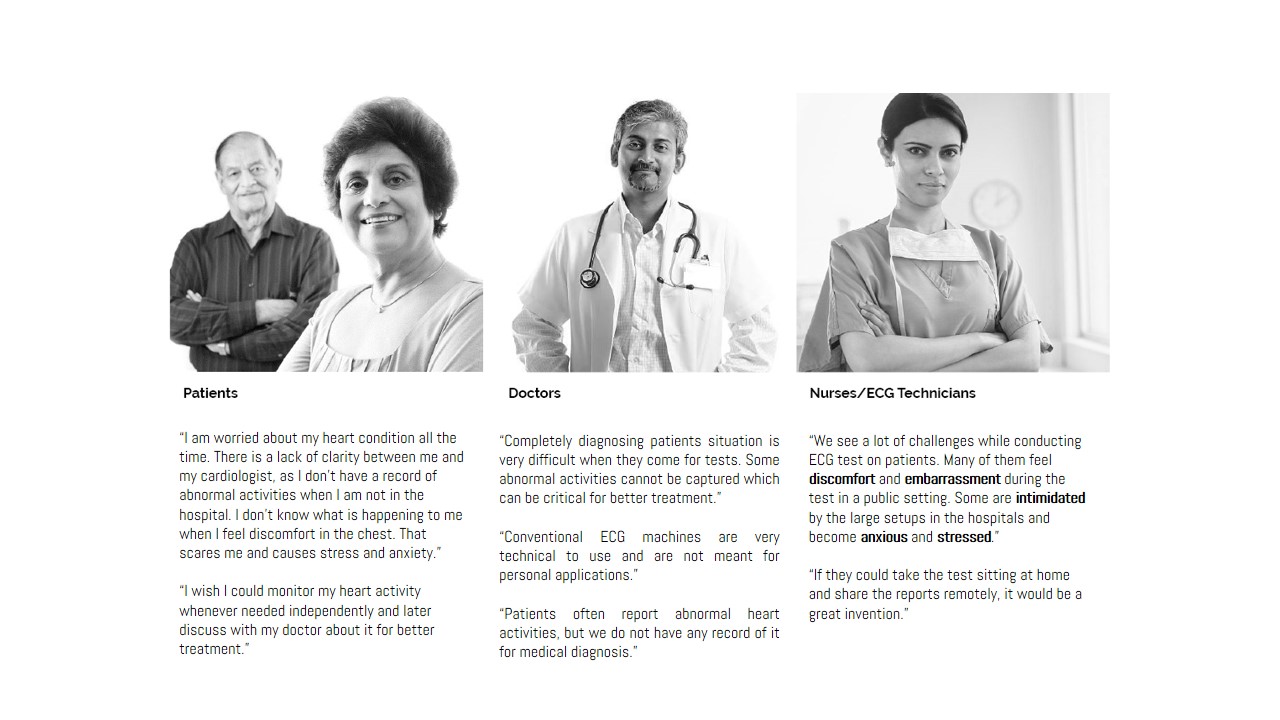 Patients
“I am worried about my heart condition all the
time. There is a lack of clarity between me and
my cardiologist, as I don’t have a record of
abnormal activities when I am not in the
hospital. I don’t know what is happening to me
when I feel discomfort in the chest. That
scares me and causes stress and anxiety.”
“I wish I could monitor my heart activity
whenever needed independently and later
discuss with my doctor about it for better
treatment.”
Doctors
“Completely diagnosing patients situation is
very difficult when they come for tests. Some
abnormal activities cannot be captured which
can be critical for better treatment.”
“Conventional ECG machines are very
technical to use and are not meant for
personal applications.”
“Patients often report abnormal heart
activities, but we do not have any record of it
for medical diagnosis.”
Nurses/ECG Technicians
“We see a lot of challenges while conducting
ECG test on patients. Many of them feel
discomfort and embarrassment during the
test in a public setting. Some are intimidated
by the large setups in the hospitals and
become anxious and stressed.”
“If they could take the test sitting at home
and share the reports remotely, it would be a
great invention.”